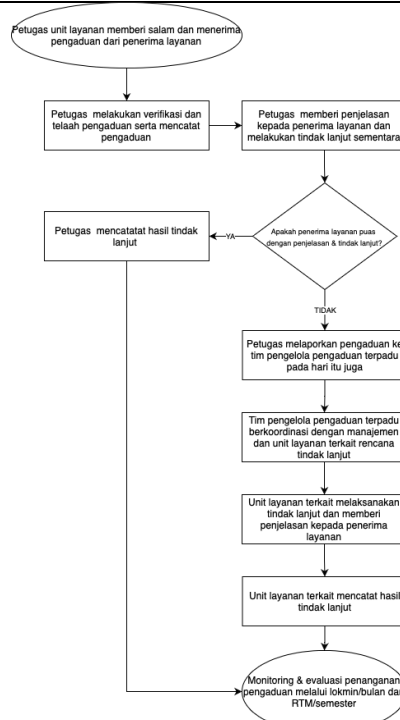 Petugas unit layanan memberi salam dan menerima
pengaduan dari penerima layanan
Petugas melakukan verifikasi dan
telaah pengaduan serta mencatat
pengaduan
Petugas memberi penjelasan
kepada penerima layanan dan
melakukan tindak lanjut sementara
Apakah penerima layanan puas
dengan penjelasan & tindak lanjut?
YA
Petugas mencatatat hasil tindak
lanjut
TIDAK
Petugas melaporkan pengaduan ke
tim pengelola pengaduan terpadu
pada hari itu juga
Tim pengelola pengaduan terpadu
berkoordinasi dengan manajemen
dan unit layanan terkait rencana
tindak lanjut
Unit layanan terkait melaksanakan
tindak lanjut dan memberi
penjelasan kepada penerima
layanan
Unit layanan terkait mencatat hasil
tindak lanjut
Monitoring & evaluasi penanganan
pengaduan melalui lokmin/bulan dan
RTM/semester